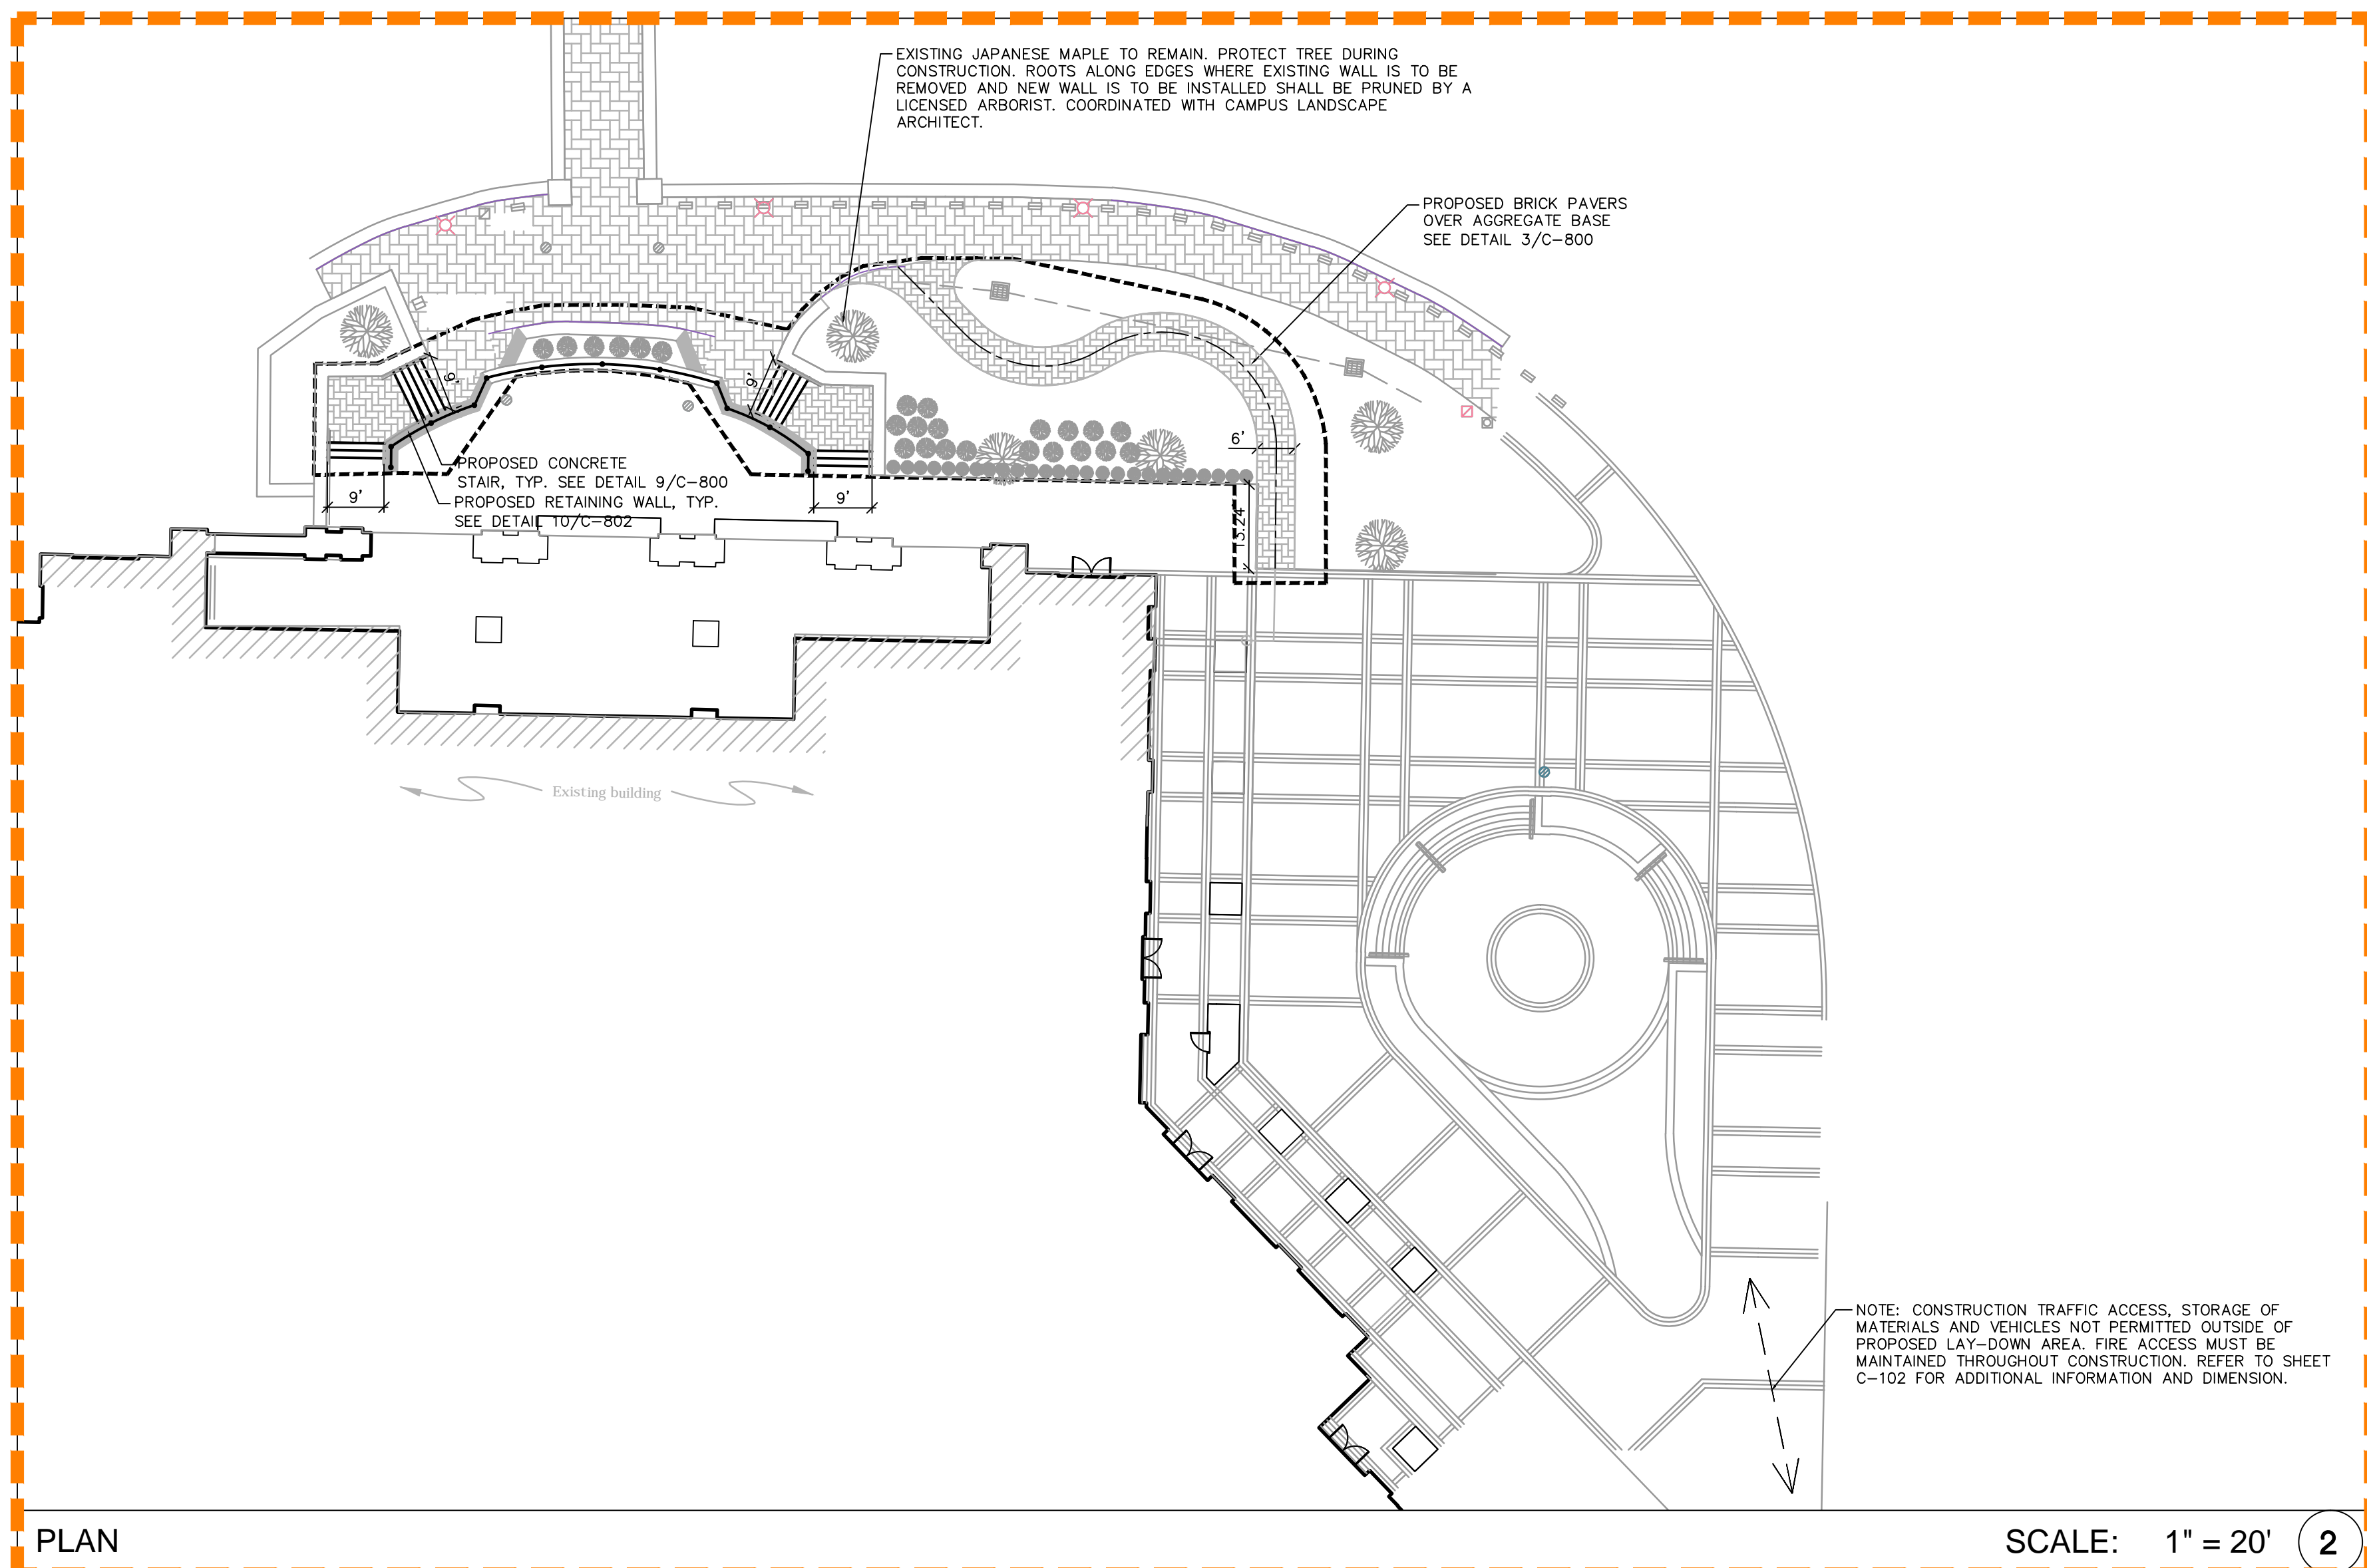 EXISTING JAPANESE MAPLE TO REMAIN. PROTECT TREE DURING
CONSTRUCTION. ROOTS ALONG EDGES WHERE EXISTING WALL IS TO BE
REMOVED AND NEW WALL IS TO BE INSTALLED SHALL BE PRUNED BY A
LICENSED ARBORIST. COORDINATED WITH CAMPUS LANDSCAPE
ARCHITECT.
PROPOSED BRICK PAVERS
OVER AGGREGATE BASE
SEE DETAIL 3/C-800
9'
9'
6'
PROPOSED CONCRETE
STAIR, TYP. SEE DETAIL 9/C-800
PROPOSED RETAINING WALL, TYP.
SEE DETAIL 10/C-802
9'
9'
Existing building
NOTE: CONSTRUCTION TRAFFIC ACCESS, STORAGE OF
MATERIALS AND VEHICLES NOT PERMITTED OUTSIDE OF
PROPOSED LAY-DOWN AREA. FIRE ACCESS MUST BE
MAINTAINED THROUGHOUT CONSTRUCTION. REFER TO SHEET
C-102 FOR ADDITIONAL INFORMATION AND DIMENSION.
PLAN
SCALE: 1" = 20'
2